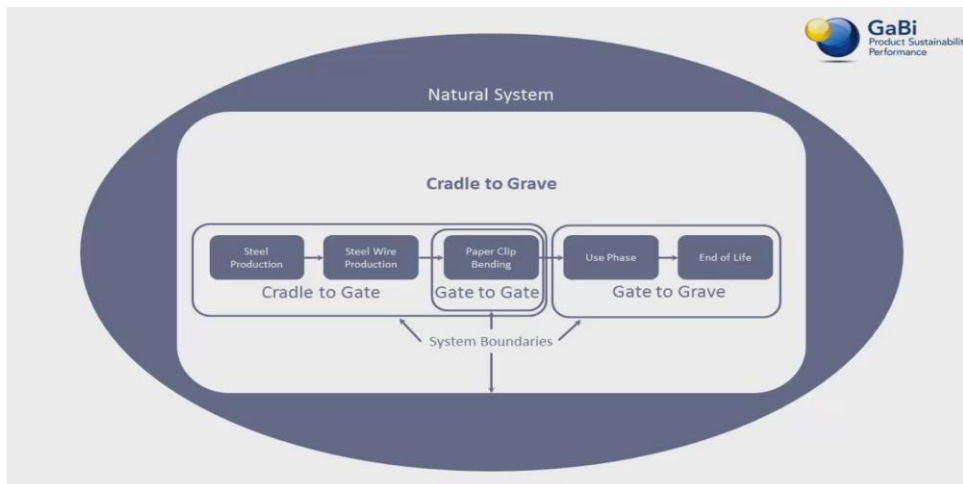 GaBi
Product Sustainabilit
Performance
Natural System
Cradle to Grave
Steel
Production
Steel Wire
Production
Paper Clip
Bending
Use Phase
End of Life
Cradle to Gate
Gate to Gate
Gate to Grave
System Boundaries